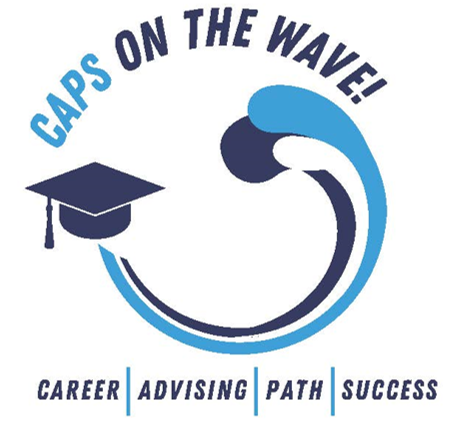 CAPS ON THE WAVE!
CAREER | ADVISING | PATH | SUCCESS